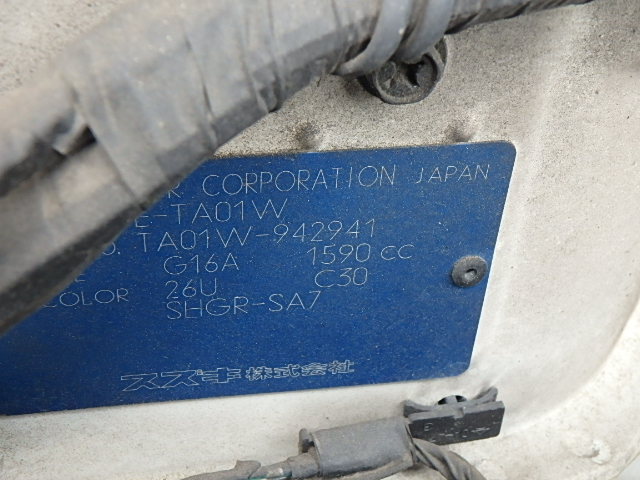 R CORPORATION JAPAN
E-TA01W
O. TA01W-942941
E G16A 1590 cc
26U C30
COLOR SHGR-SA7
スズキ株式会社